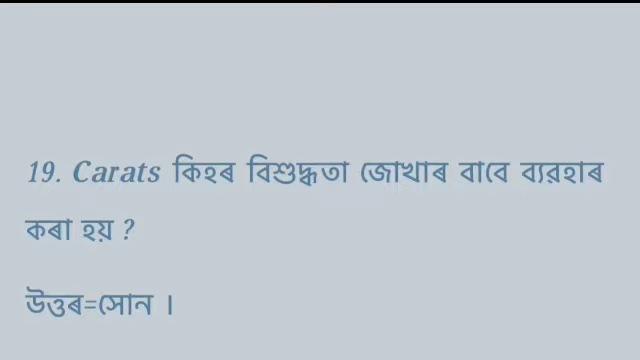 19. Carats কিহৰ বিশুদ্ধতা জোখাৰ বাবে ব্যৱহাৰ
কৰা হয় ?
উত্তৰ=সোন ।